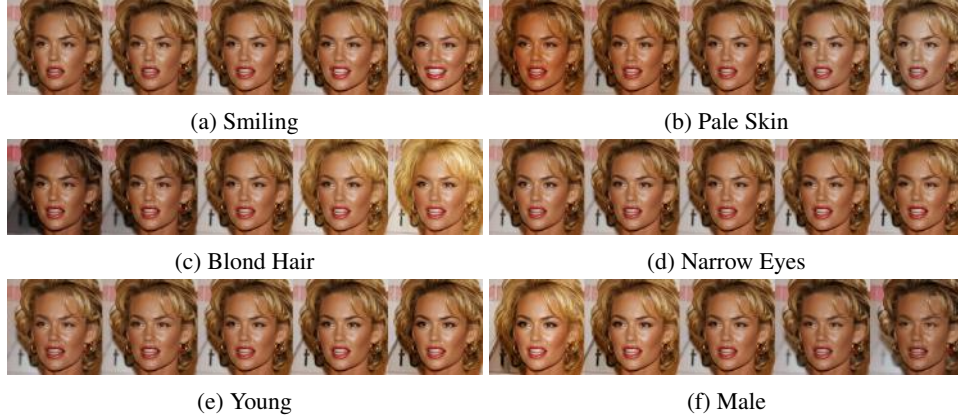 (a) Smiling
(b) Pale Skin
(c) Blond Hair
(d) Narrow Eyes
(e) Young
(f) Male